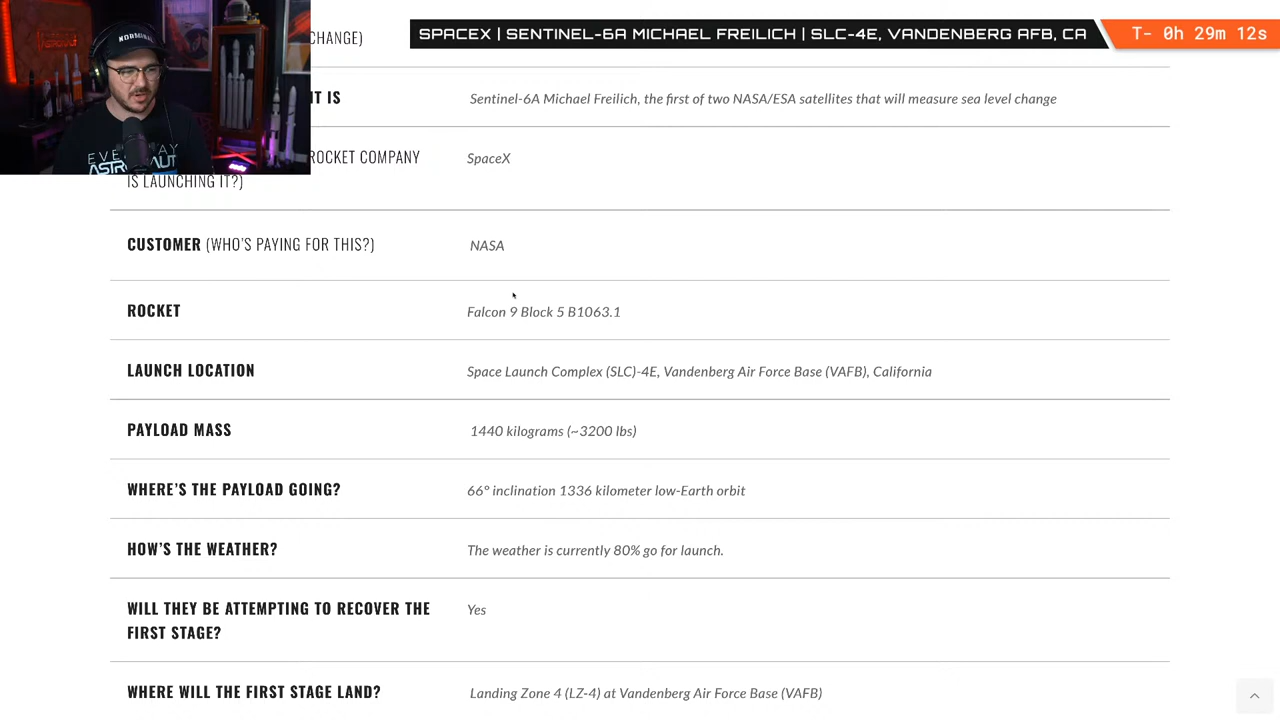 SPACEX | SENTINEL-6A MICHAEL FREILICH | SLC-4E, VANDENBERG AFB, CA
T- 0h 29m 12s
CHANGE)
IT IS
Sentinel-6A Michael Freilich, the first of two NASA/ESA satellites that will measure sea level change
ROCKET COMPANY
IS LAUNCHING IT?)
SpaceX
CUSTOMER (WHO'S PAYING FOR THIS?)
NASA
ROCKET
Falcon 9 Block 5 B1063.1
LAUNCH LOCATION
Space Launch Complex (SLC)-4E, Vandenberg Air Force Base (VAFB), California
PAYLOAD MASS
1440 kilograms (~3200 lbs)
WHERE'S THE PAYLOAD GOING?
66° inclination 1336 kilometer low-Earth orbit
HOW'S THE WEATHER?
The weather is currently 80% go for launch.
WILL THEY BE ATTEMPTING TO RECOVER THE
FIRST STAGE?
Yes
WHERE WILL THE FIRST STAGE LAND?
Landing Zone 4 (LZ-4) at Vandenberg Air Force Base (VAFB)